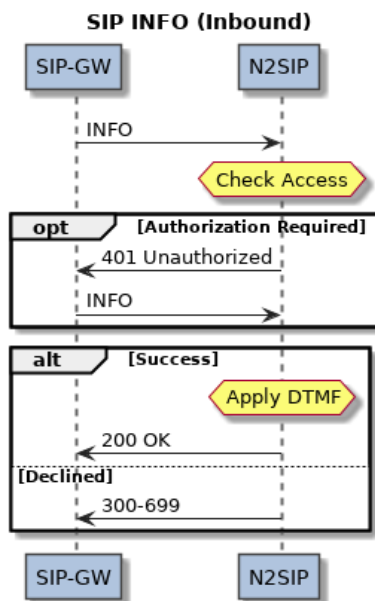 SIP INFO (Inbound)
SIP-GW N2SIP
INFO
Check Access
opt [Authorization Required]
401 Unauthorized
INFO
alt [Success]
Apply DTMF
200 OK
[Declined]
300-699
SIP-GW N2SIP